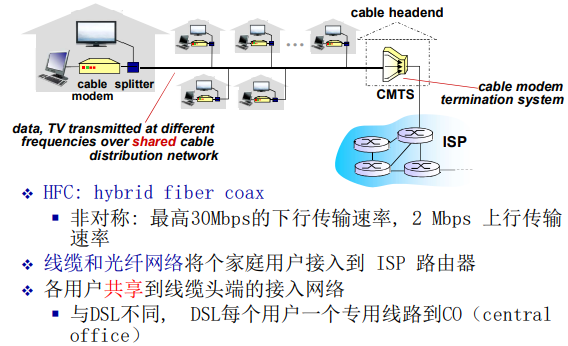 cable headend
cable modem
splitter
CMTS
cable modem termination system
data, TV transmitted at different
frequencies over shared cable
distribution network
ISP
HFC: hybrid fiber coax
非对称: 最高30Mbps的下行传输速率, 2 Mbps 上行传输
速率
线缆和光纤网络将个家庭用户接入到 ISP 路由器
各用户共享到线缆头端的接入网络
与DSL不同, DSL每个用户一个专用线路到CO（central
office）